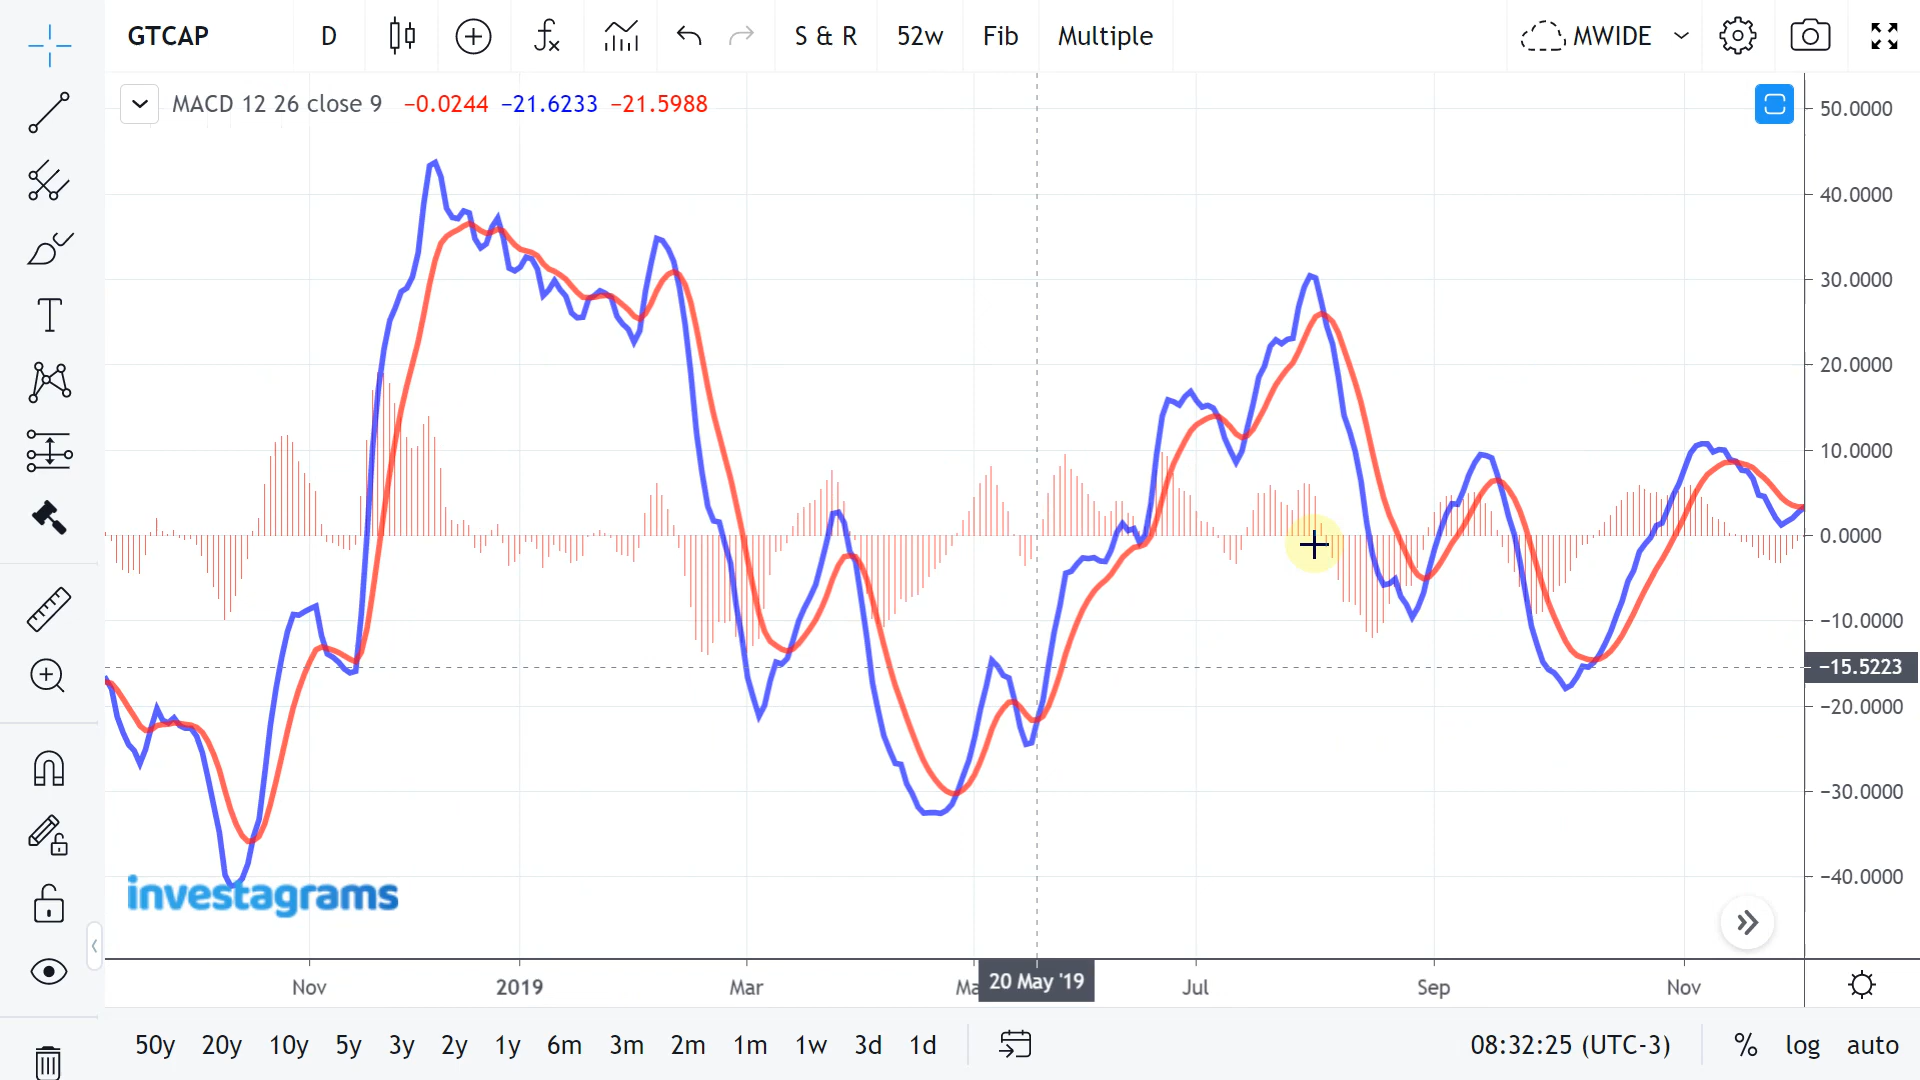 GTCAP D S & R 52w Fib Multiple MWIDE
MACD 12 26 close 9 −0.0244 −21.6233 −21.5988
50.0000
40.0000
30.0000
20.0000
10.0000
0.0000
−10.0000
−15.5223
−20.0000
−30.0000
−40.0000
investagrams
Nov 2019 Mar Ma 20 May '19 Jul Sep Nov
50y 20y 10y 5y 3y 2y 1y 6m 3m 2m 1m 1w 3d 1d 08:32:25 (UTC-3) % log auto